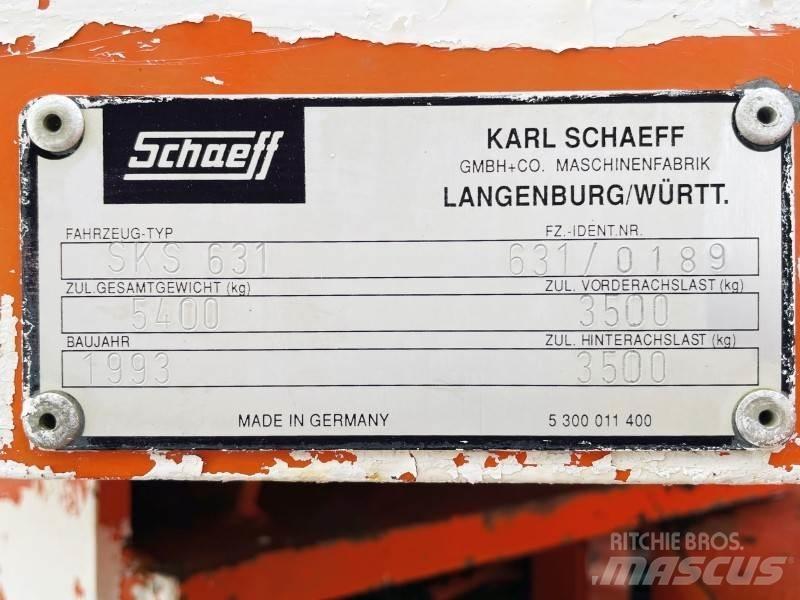 Schaeff
KARL SCHAEFF
GMBH+CO. MASCHINENFABRIK
LANGENBURG/WÜRTT.
FAHRZEUG-TYP FZ.-IDENT.NR.
SKS 631 631/0189
ZUL.GESAMTGEWICHT (kg) ZUL. VORDERACHSLAST (kg)
5400 3500
BAUJAHR ZUL. HINTERACHSLAST (kg)
1993 3500
MADE IN GERMANY 5 300 011 400
RITCHIE BROS.
MASCUS